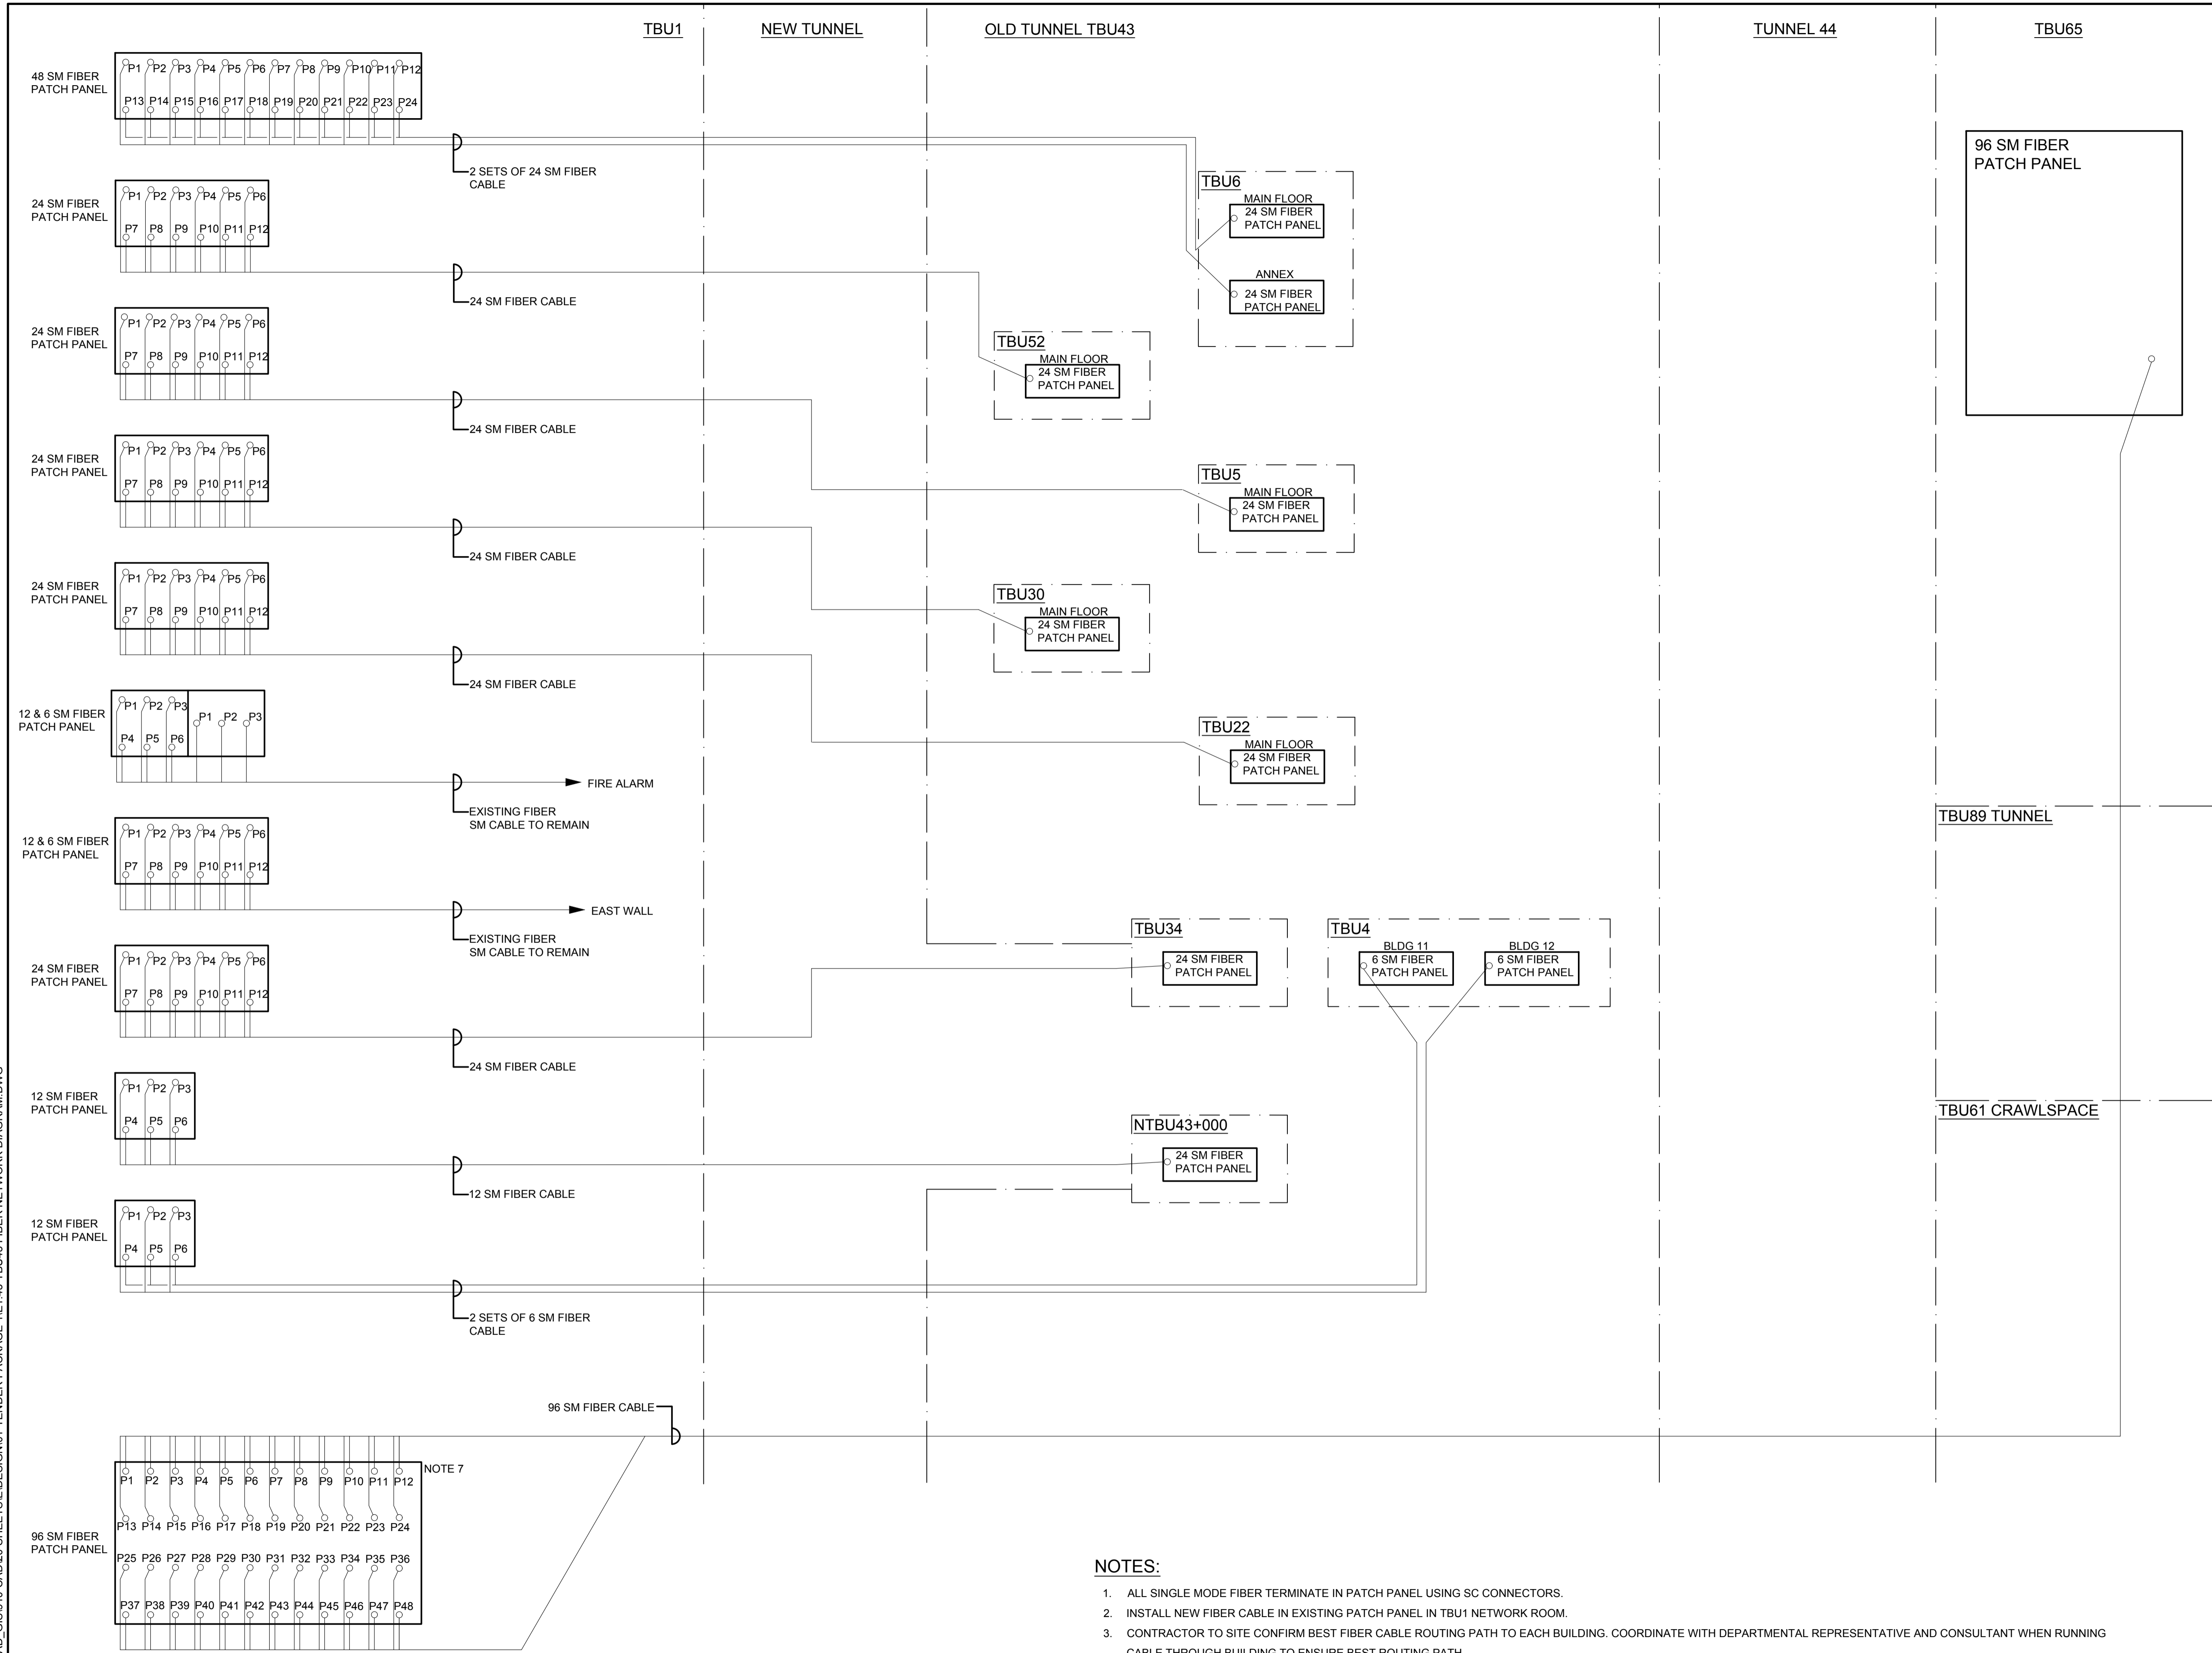 TBU1
NEW TUNNEL
OLD TUNNEL TBU43
TUNNEL 44
TBU65
48 SM FIBER
PATCH PANEL
P1 P2 P3 P4 P5 P6 P7 P8 P9 P10 P11 P12
P13 P14 P15 P16 P17 P18 P19 P20 P21 P22 P23 P24
2 SETS OF 24 SM FIBER
CABLE
24 SM FIBER
PATCH PANEL
P1 P2 P3 P4 P5 P6
P7 P8 P9 P10 P11 P12
24 SM FIBER CABLE
24 SM FIBER
PATCH PANEL
P1 P2 P3 P4 P5 P6
P7 P8 P9 P10 P11 P12
24 SM FIBER CABLE
24 SM FIBER
PATCH PANEL
P1 P2 P3 P4 P5 P6
P7 P8 P9 P10 P11 P12
24 SM FIBER CABLE
24 SM FIBER
PATCH PANEL
P1 P2 P3 P4 P5 P6
P7 P8 P9 P10 P11 P12
24 SM FIBER CABLE
12 & 6 SM FIBER
PATCH PANEL
P1 P2 P3
P1 P2 P3
P4 P5 P6
FIRE ALARM
EXISTING FIBER
SM CABLE TO REMAIN
12 & 6 SM FIBER
PATCH PANEL
P1 P2 P3 P4 P5 P6
P7 P8 P9 P10 P11 P12
EAST WALL
EXISTING FIBER
SM CABLE TO REMAIN
24 SM FIBER
PATCH PANEL
P1 P2 P3 P4 P5 P6
P7 P8 P9 P10 P11 P12
24 SM FIBER CABLE
12 SM FIBER
PATCH PANEL
P1 P2 P3
P4 P5 P6
12 SM FIBER CABLE
12 SM FIBER
PATCH PANEL
P1 P2 P3
P4 P5 P6
2 SETS OF 6 SM FIBER
CABLE
96 SM FIBER CABLE
NOTE 7
96 SM FIBER
PATCH PANEL
P1 P2 P3 P4 P5 P6 P7 P8 P9 P10 P11 P12
P13 P14 P15 P16 P17 P18 P19 P20 P21 P22 P23 P24
P25 P26 P27 P28 P29 P30 P31 P32 P33 P34 P35 P36
P37 P38 P39 P40 P41 P42 P43 P44 P45 P46 P47 P48
TBU6
MAIN FLOOR
24 SM FIBER
PATCH PANEL
ANNEX
24 SM FIBER
PATCH PANEL
TBU52
MAIN FLOOR
24 SM FIBER
PATCH PANEL
TBU5
MAIN FLOOR
24 SM FIBER
PATCH PANEL
TBU30
MAIN FLOOR
24 SM FIBER
PATCH PANEL
TBU22
MAIN FLOOR
24 SM FIBER
PATCH PANEL
TBU34
24 SM FIBER
PATCH PANEL
TBU4
BLDG 11
6 SM FIBER
PATCH PANEL
BLDG 12
6 SM FIBER
PATCH PANEL
NTBU43+000
24 SM FIBER
PATCH PANEL
96 SM FIBER
PATCH PANEL
TBU89 TUNNEL
TBU61 CRAWLSPACE
NOTES:
1. ALL SINGLE MODE FIBER TERMINATE IN PATCH PANEL USING SC CONNECTORS.
2. INSTALL NEW FIBER CABLE IN EXISTING PATCH PANEL IN TBU1 NETWORK ROOM.
3. CONTRACTOR TO SITE CONFIRM BEST FIBER CABLE ROUTING PATH TO EACH BUILDING. COORDINATE WITH DEPARTMENTAL REPRESENTATIVE AND CONSULTANT WHEN RUNNING
CABLE THROUGH BUILDING TO ENSURE BEST ROUTING PATH